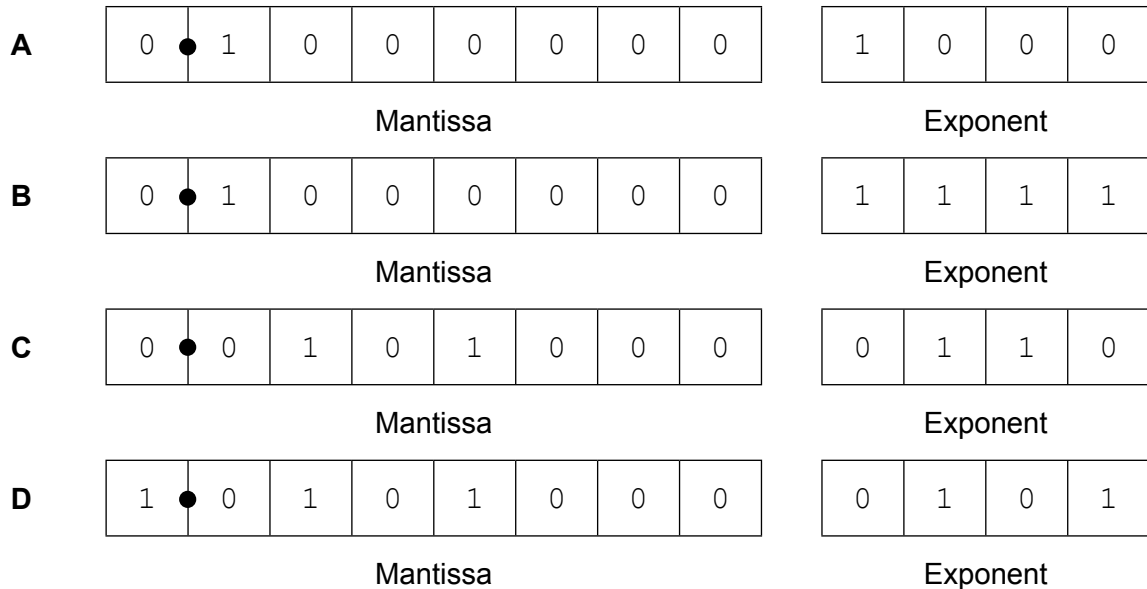 A 0 1 0 0 0 0 0 0 1 0 0 0
Mantissa Exponent
B 0 1 0 0 0 0 0 0 1 1 1 1
Mantissa Exponent
C 0 0 1 0 1 0 0 0 0 1 1 0
Mantissa Exponent
D 1 0 1 0 1 0 0 0 0 1 0 1
Mantissa Exponent